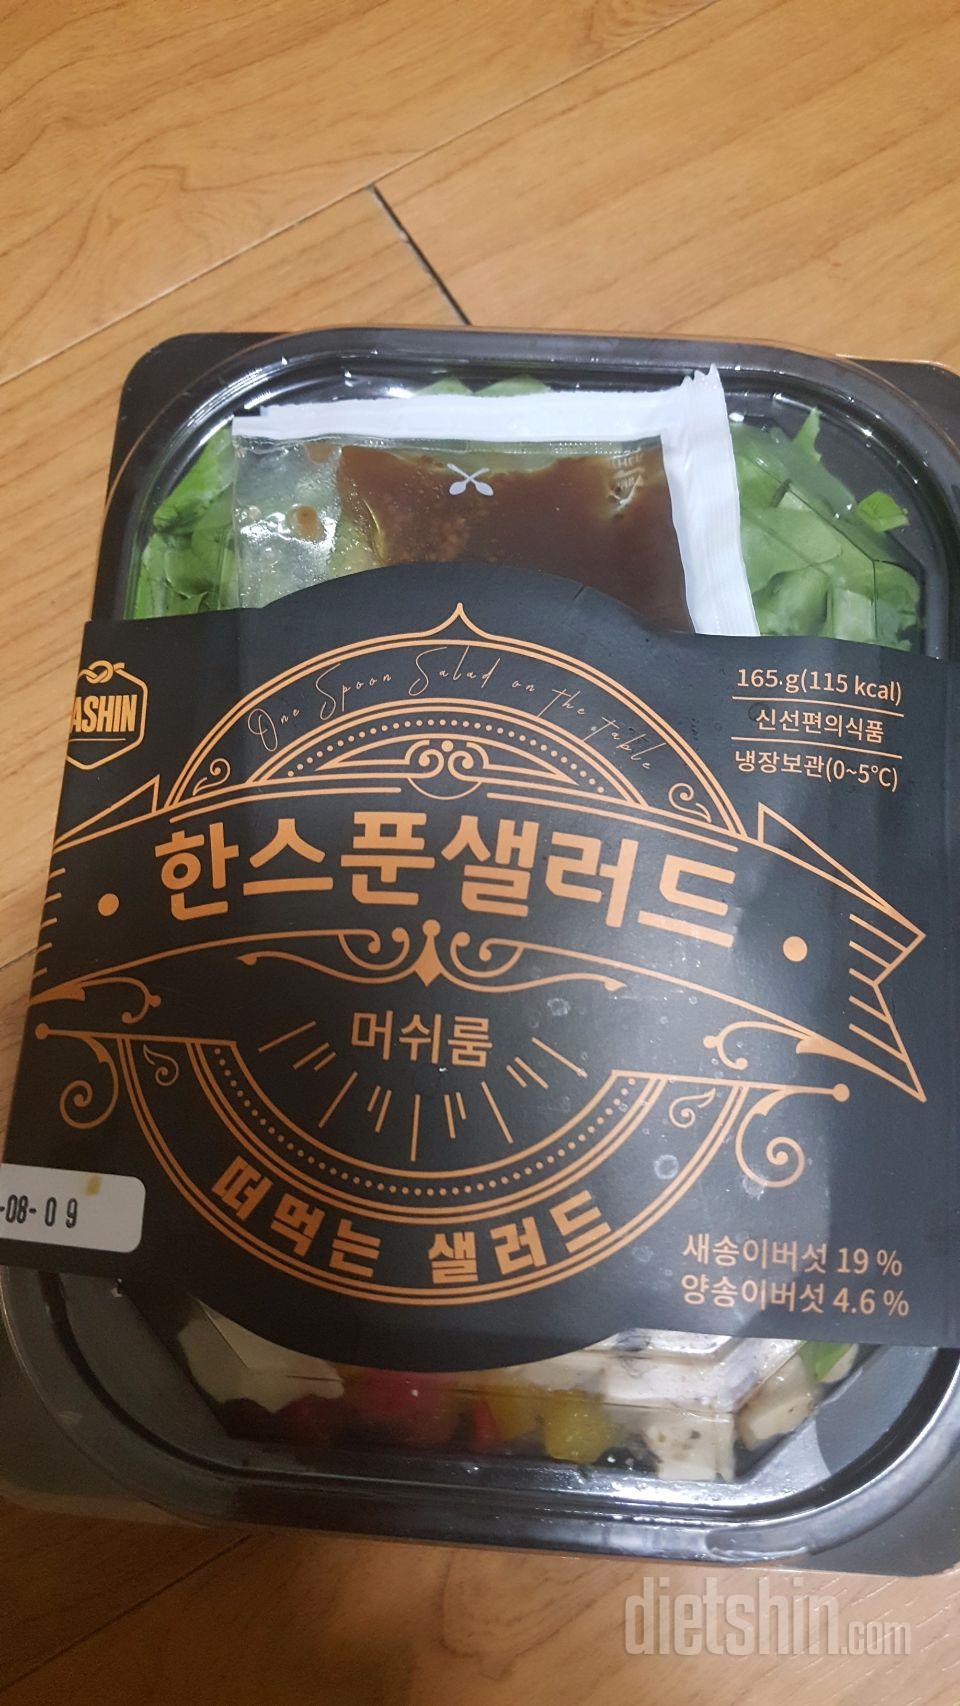 One Spoon Salad on the table
165 g(115 kcal)
신선편의식품
냉장보관(0~5℃)
ASHIN
한스푼샐러드
머쉬룸
떠먹는 샐러드
-08-09
새송이버섯 19 %
양송이버섯 4.6 %
dietshin.com